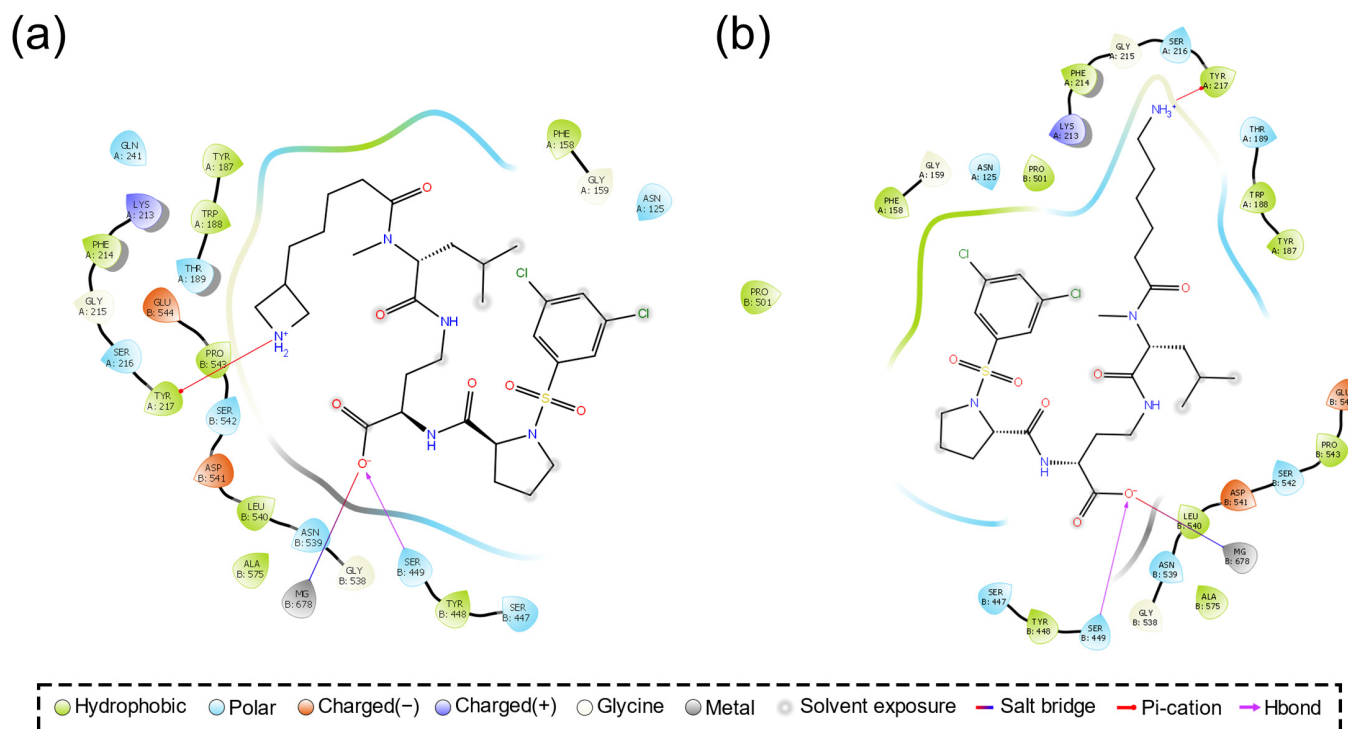 (a)
(b)
GLN
A: 241
TYR
A: 187
LYS
A: 213
TRP
A: 188
PHE
A: 214
THR
A: 189
GLY
A: 215
GLU
B: 544
SER
A: 216
PRO
B: 543
TYR
A: 217
SER
B: 542
ASP
B: 541
LEU
B: 540
ASN
B: 539
ALA
B: 575
GLY
B: 538
MG
B: 678
SER
B: 449
TYR
B: 448
SER
B: 447
PHE
A: 158
GLY
A: 159
ASN
A: 125
O
N
O
NH
Cl
Cl
N+
H2
O
O
O
S
O
O-
N
H
N
GLY
A: 215
SER
A: 216
PHE
A: 214
TYR
A: 217
LYS
A: 213
NH3+
THR
A: 189
TRP
A: 188
TYR
A: 187
GLY
A: 159
ASN
A: 125
PRO
B: 501
PHE
A: 158
PRO
B: 501
Cl
Cl
O
N
O
S
O
O
NH
N
O
N
H
O
O-
PRO
B: 543
SER
B: 542
ASP
B: 541
LEU
B: 540
MG
B: 678
ASN
B: 539
ALA
B: 575
GLY
B: 538
SER
B: 447
TYR
B: 448
SER
B: 449
Hydrophobic Polar Charged(−) Charged(+) Glycine Metal Solvent exposure Salt bridge Pi-cation Hbond